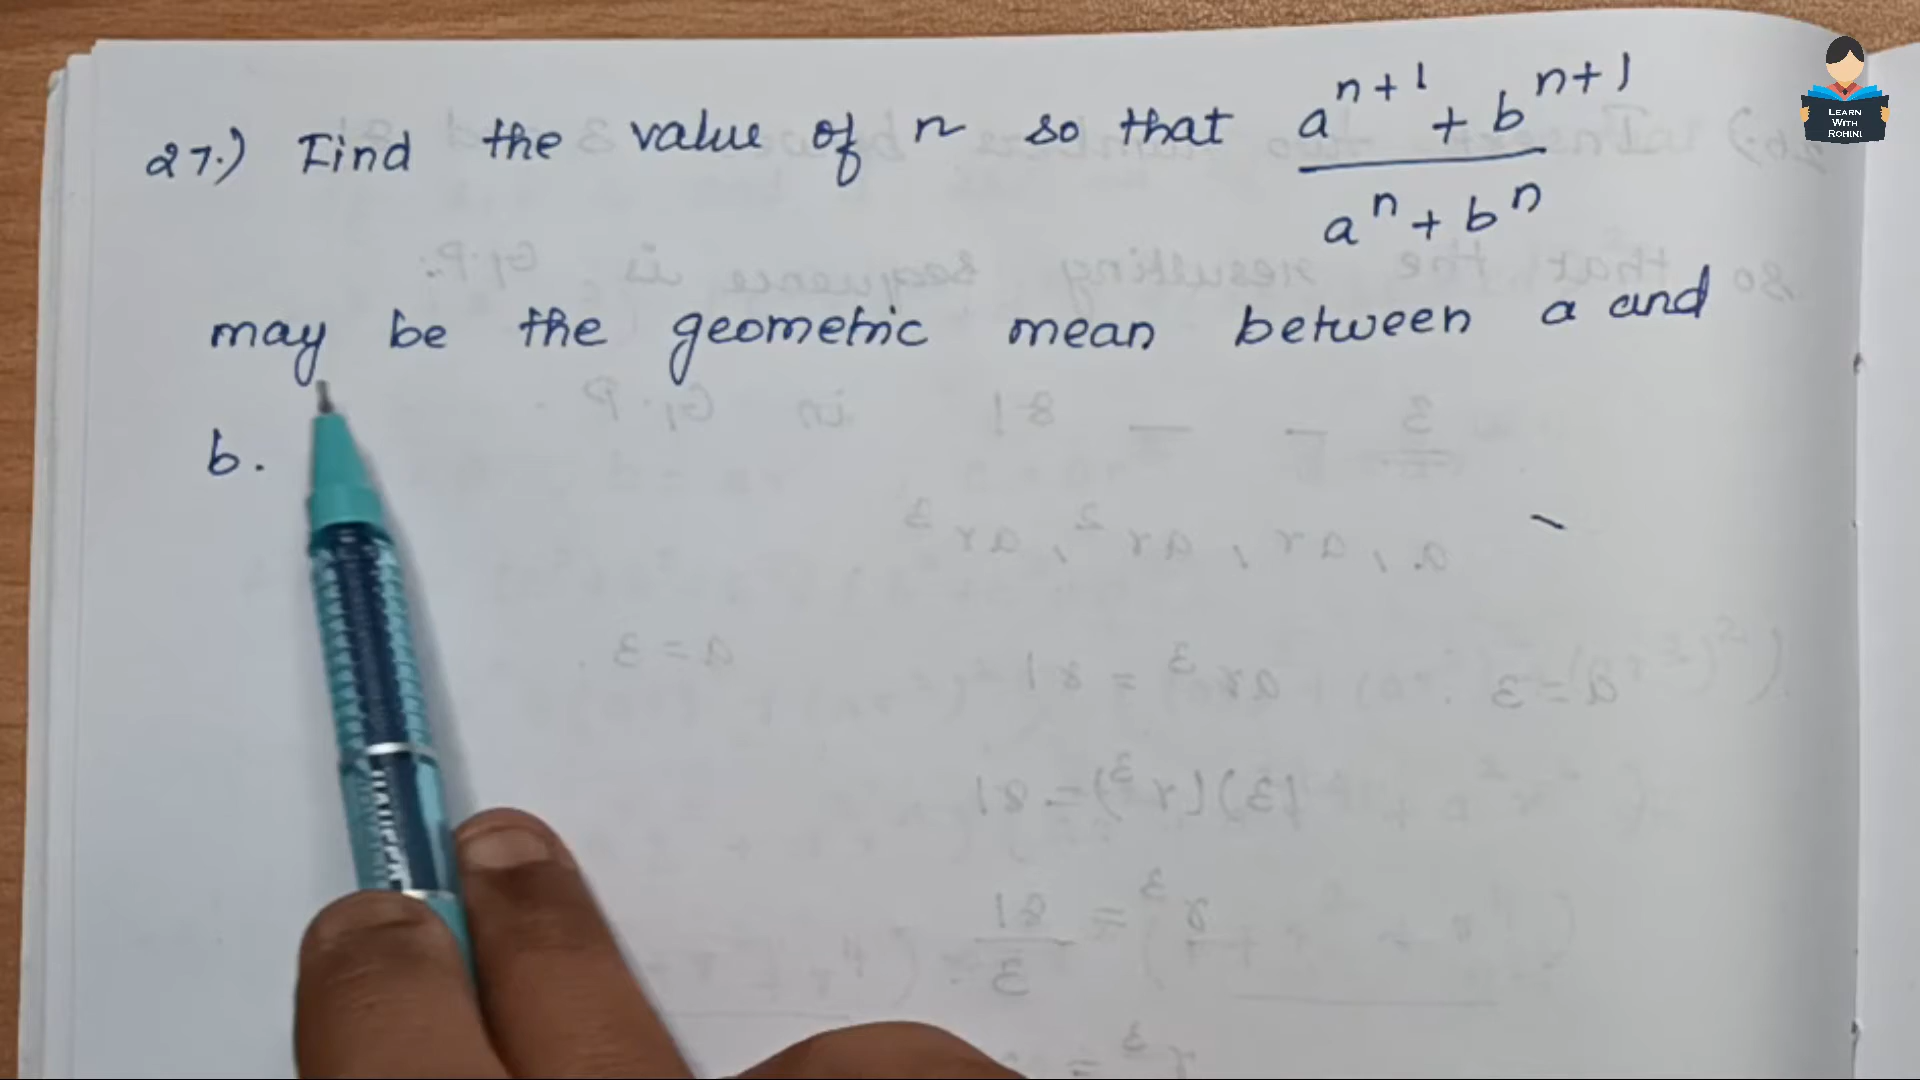 27.) Find the value of n so that a^{n+1} + b^{n+1} / a^n + b^n
may be the geometric mean between a and
b.
LEARN
WITH
ROHINI